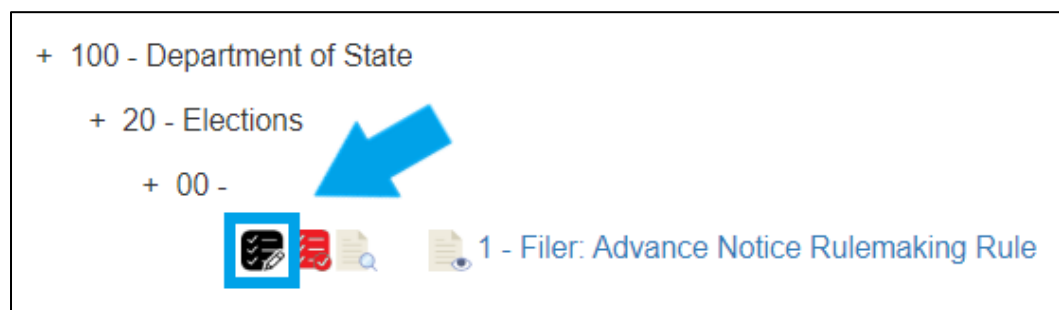 + 100 - Department of State
+ 20 - Elections
+ 00 -
1 - Filer: Advance Notice Rulemaking Rule